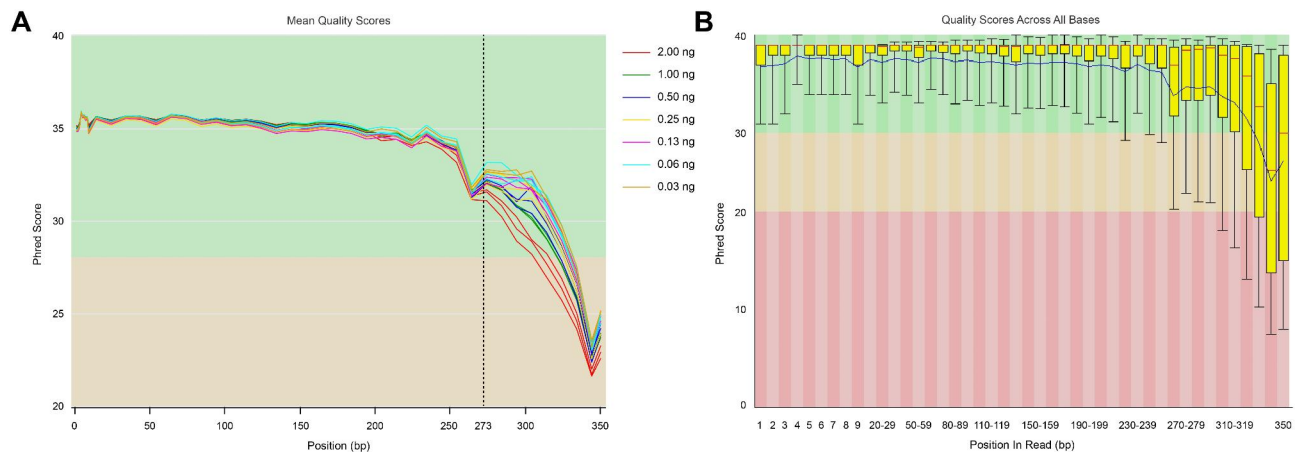 A
Mean Quality Scores
40
35
30
25
20
Phred Score
0
50
100
150
200
250
273
300
350
Position (bp)
2.00 ng
1.00 ng
0.50 ng
0.25 ng
0.13 ng
0.06 ng
0.03 ng
B
Quality Scores Across All Bases
40
30
20
10
0
Phred Score
1
2
3
4
5
6
7
8
9
20-29
50-59
80-89
110-119
150-159
190-199
230-239
270-279
310-319
350
Position In Read (bp)